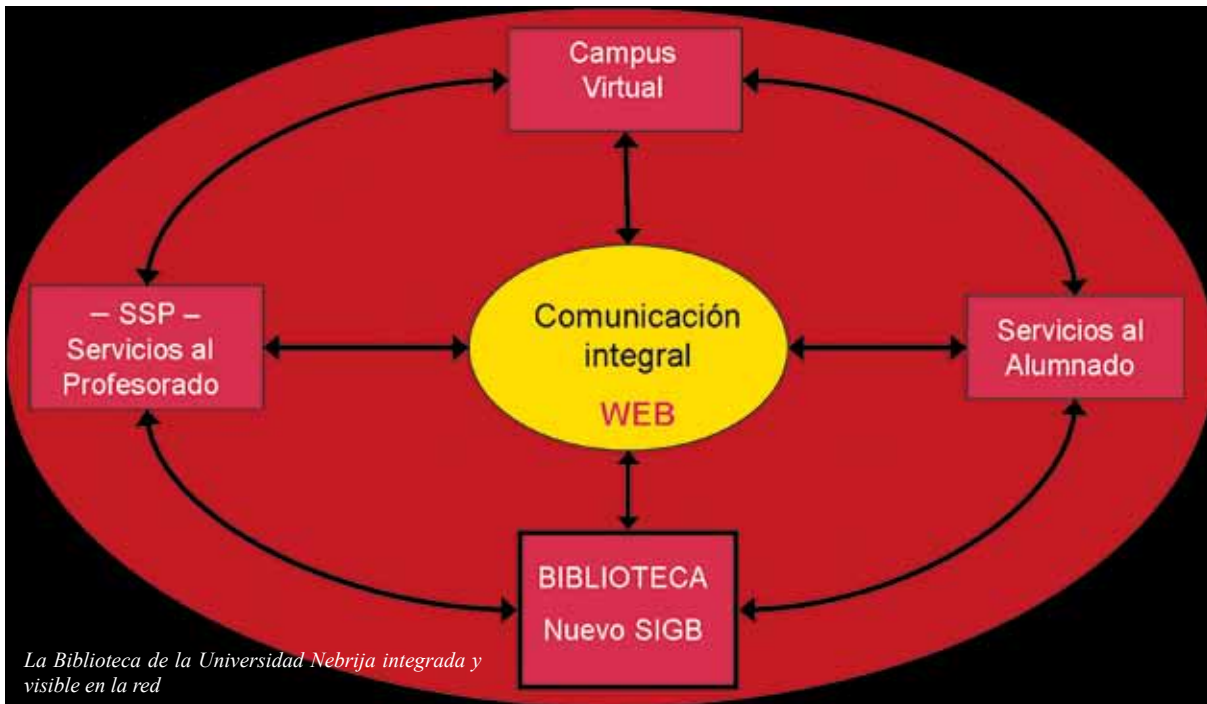 Campus
Virtual
– SSP –
Servicios al
Profesorado
Comunicación
integral
WEB
Servicios al
Alumnado
BIBLIOTECA
Nuevo SIGB
La Biblioteca de la Universidad Nebrija integrada y
visible en la red